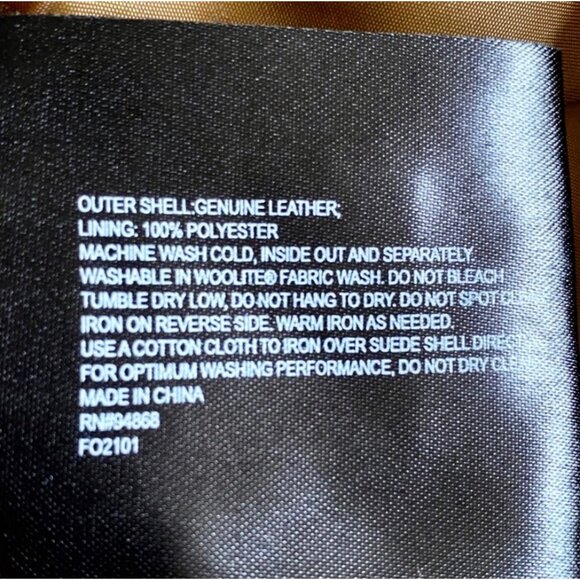 OUTER SHELL:GENUINE LEATHER;
LINING: 100% POLYESTER
MACHINE WASH COLD, INSIDE OUT AND SEPARATELY
WASHABLE IN WOOLITE® FABRIC WASH. DO NOT BLEACH
TUMBLE DRY LOW, DO NOT HANG TO DRY. DO NOT SPOT
IRON ON REVERSE SIDE. WARM IRON AS NEEDED.
USE A COTTON CLOTH TO IRON OVER SUEDE SHELL
FOR OPTIMUM WASHING PERFORMANCE, DO NOT DRY
MADE IN CHINA
RN#94868
FO2101